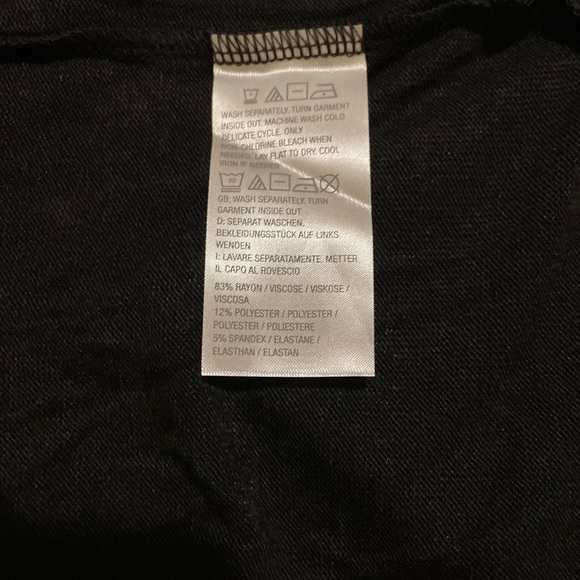 WASH SEPARATELY. TURN GARMENT
INSIDE OUT. MACHINE WASH COLD
DELICATE CYCLE. ONLY
NON-CHLORINE BLEACH WHEN
NEEDED. LAY FLAT TO DRY. COOL
IRON IF NEEDED
30
GB: WASH SEPARATELY. TURN
GARMENT INSIDE OUT
D: SEPARAT WASCHEN.
BEKLEIDUNGSSTÜCK AUF LINKS
WENDEN
I: LAVARE SEPARATAMENTE. METTER
IL CAPO AL ROVESCIO
83% RAYON / VISCOSE / VISKOSE /
VISCOSA
12% POLYESTER / POLYESTER /
POLYESTER / POLIESTERE
5% SPANDEX / ELASTANE /
ELASTHAN / ELASTAN